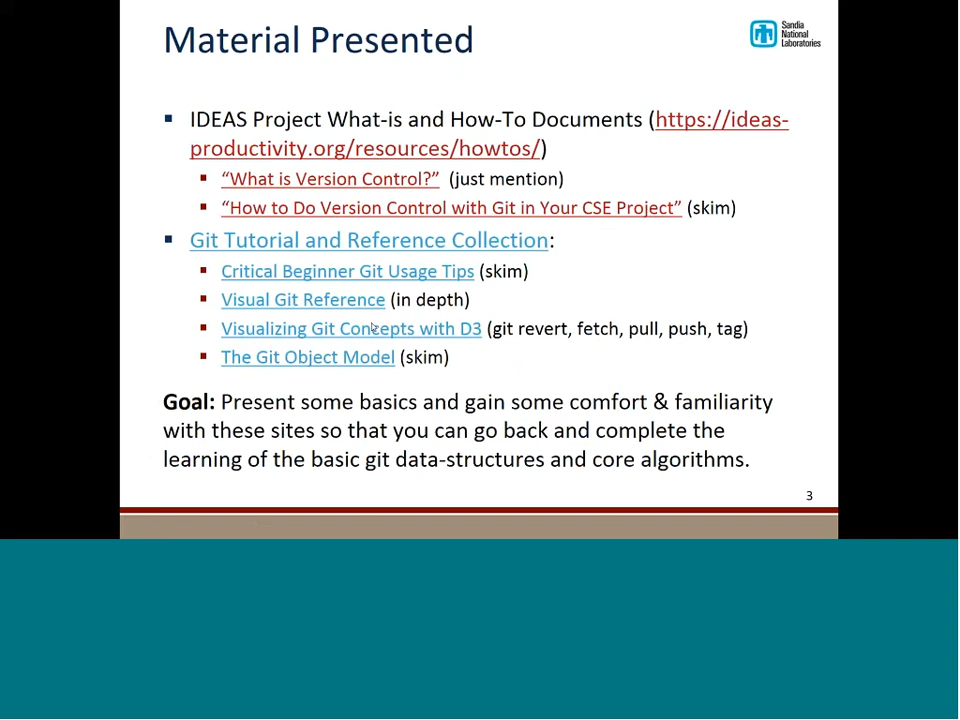 Material Presented
Sandia
National
Laboratories
IDEAS Project What-is and How-To Documents (https://ideas-
productivity.org/resources/howtos/)
“What is Version Control?” (just mention)
“How to Do Version Control with Git in Your CSE Project” (skim)
Git Tutorial and Reference Collection:
Critical Beginner Git Usage Tips (skim)
Visual Git Reference (in depth)
Visualizing Git Concepts with D3 (git revert, fetch, pull, push, tag)
The Git Object Model (skim)
Goal: Present some basics and gain some comfort & familiarity
with these sites so that you can go back and complete the
learning of the basic git data-structures and core algorithms.
3